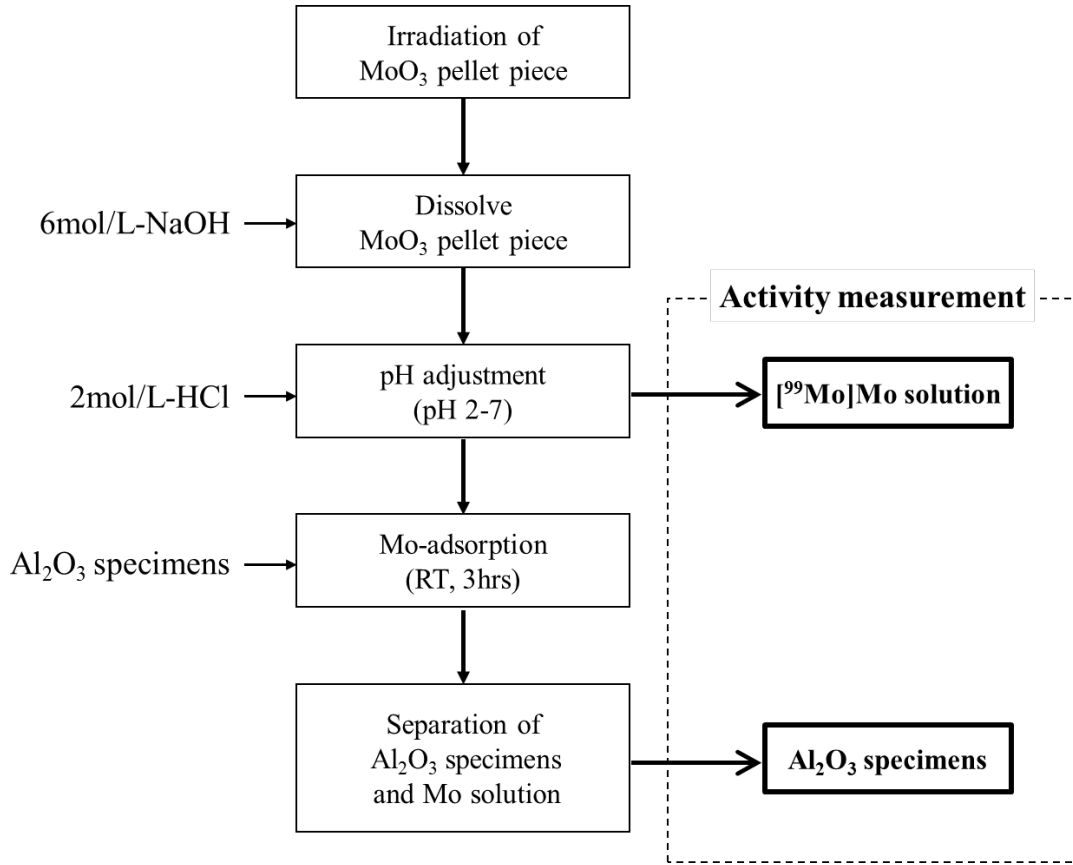 Irradiation of
MoO₃ pellet piece
6mol/L-NaOH
Dissolve
MoO₃ pellet piece
Activity measurement
2mol/L-HCl
pH adjustment
(pH 2-7)
[⁹⁹Mo]Mo solution
Al₂O₃ specimens
Mo-adsorption
(RT, 3hrs)
Separation of
Al₂O₃ specimens
and Mo solution
Al₂O₃ specimens